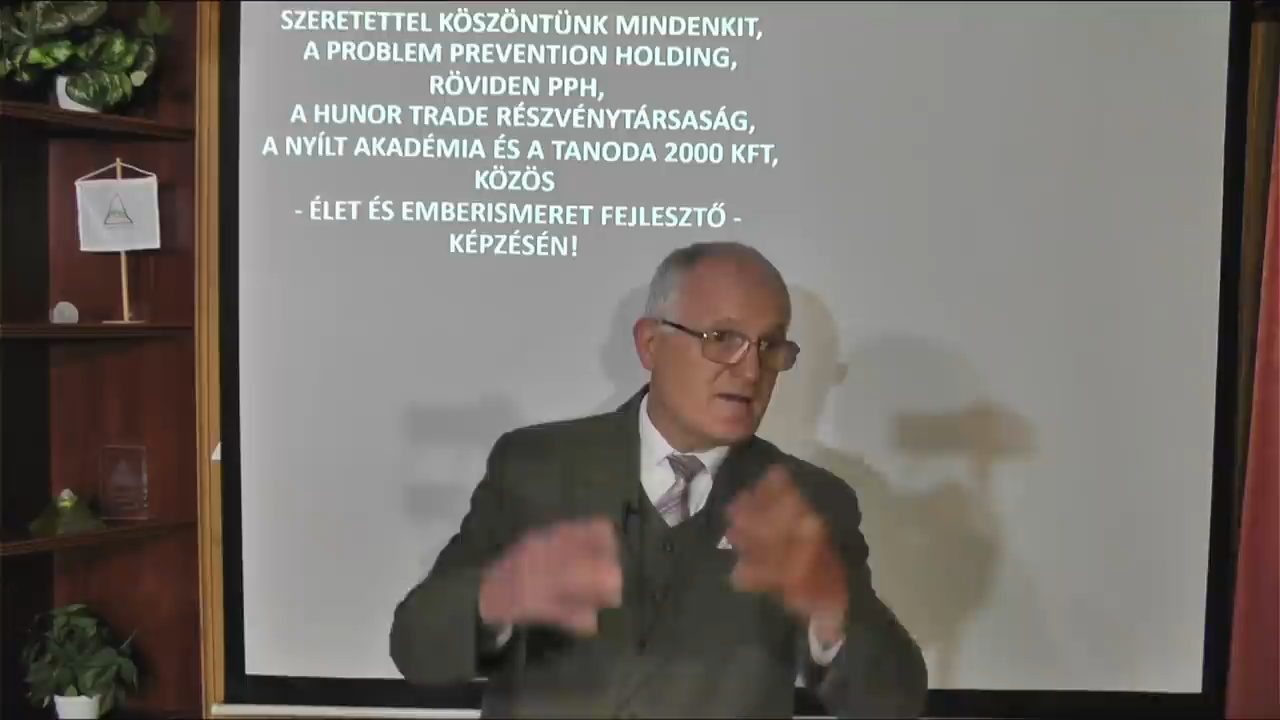 SZERETETTEL KÖSZÖNTÜNK MINDENKIT,
A PROBLEM PREVENTION HOLDING,
RÖVIDEN PPH,
A HUNOR TRADE RÉSZVÉNYTÁRSASÁG,
A NYÍLT AKADÉMIA ÉS A TANODA 2000 KFT,
KÖZÖS
- ÉLET ÉS EMBERISMERET FEJLESZTŐ -
KÉPZÉSÉN!